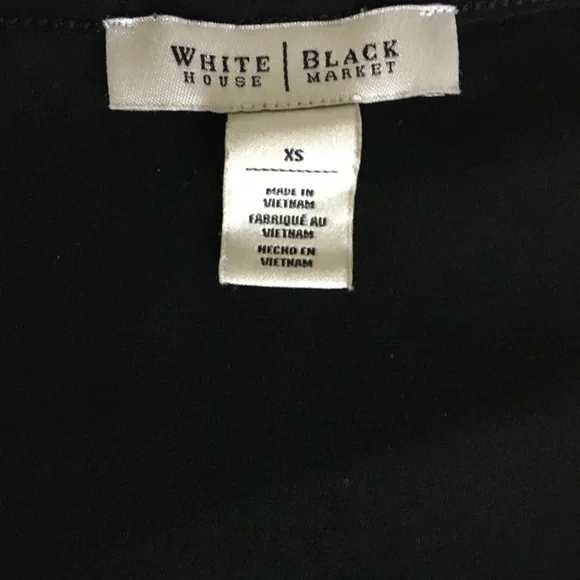 WHITE | BLACK
HOUSE | MARKET
XS
MADE IN
VIETNAM
FABRIQUÉ AU
VIETNAM
HECHO EN
VIETNAM